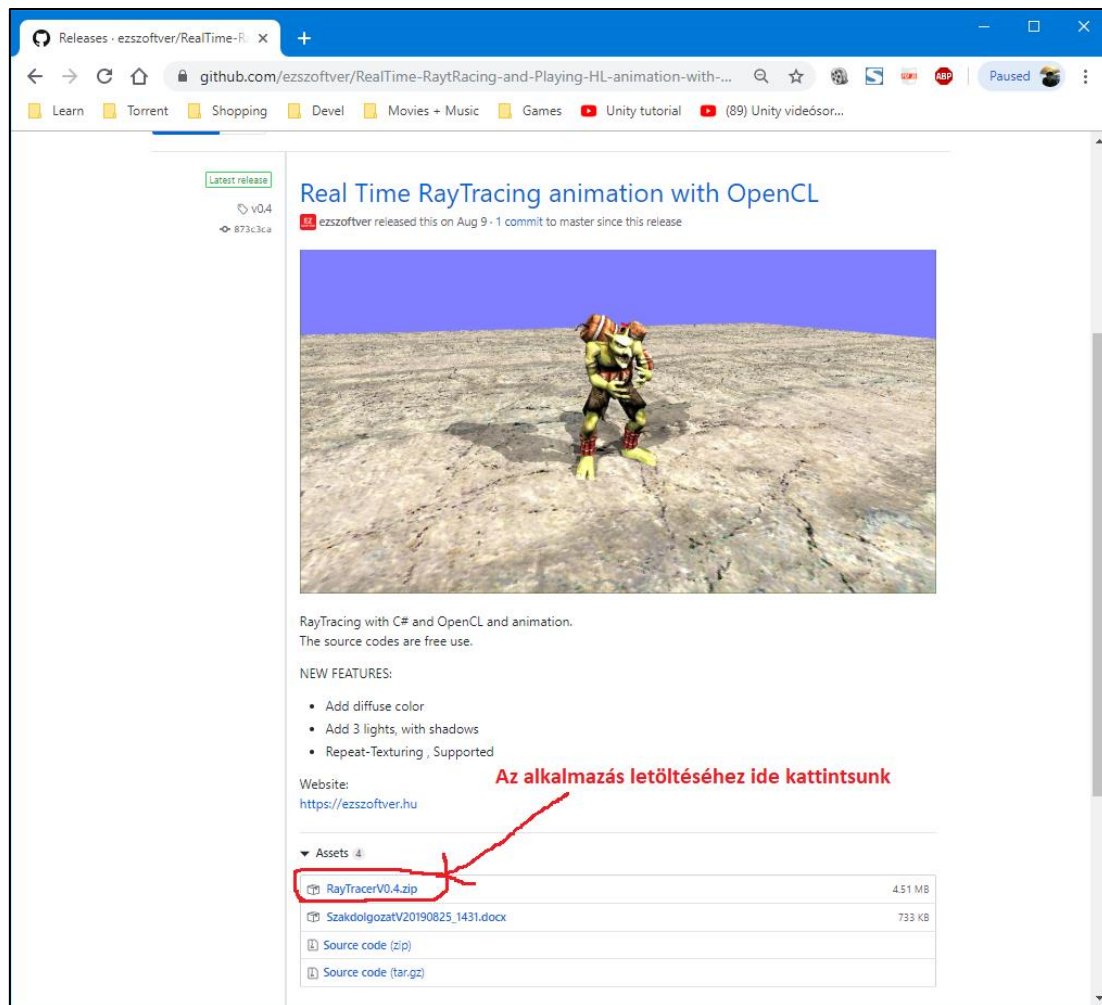 Releases · ezszoftver/RealTime-R
github.com/ezszoftver/RealTime-RaytRacing-and-Playing-HL-animation-with-...
Paused
Learn Torrent Shopping Devel Movies + Music Games Unity tutorial (89) Unity videósor...
Latest release
v0.4
873c3ca
Real Time RayTracing animation with OpenCL
EZ ezszoftver released this on Aug 9 · 1 commit to master since this release
RayTracing with C# and OpenCL and animation.
The source codes are free use.
NEW FEATURES:
• Add diffuse color
• Add 3 lights, with shadows
• Repeat-Texturing , Supported
Az alkalmazás letöltéséhez ide kattintsunk
Website:
https://ezszoftver.hu
Assets 4
RayTracerV0.4.zip 4.51 MB
SzakdolgozatV20190825_1431.docx 733 KB
Source code (zip)
Source code (tar.gz)